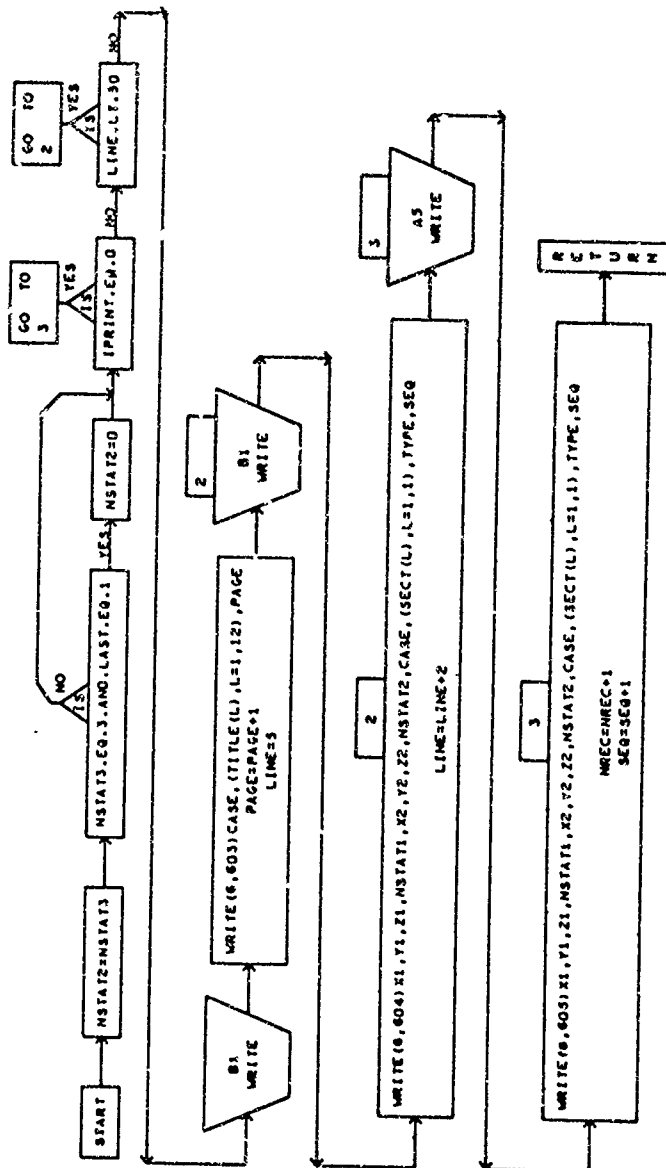 START
NSTAT2=NSTAT3
NSTAT3.EQ.3.AND.LAST.EQ.1
IS
NO
YES
NSTAT2=0
IPRINT.EQ.0
IS
YES
GO TO
3
NO
LINE.LT.50
IS
YES
GO TO
2
NO
B1
WRITE
WRITE(6,603)CASE,(TITLE(L),L=1,12),PAGE
PAGE=PAGE+1
LINE=5
2
B1
WRITE
2
WRITE(6,604)X1,Y1,Z1,NSTAT1,X2,Y2,Z2,NSTAT2,CASE,(SECT(L),L=1,1),TYPE,SEQ
LINE=LINE+2
3
A5
WRITE
3
WRITE(6,605)X1,Y1,Z1,NSTAT1,X2,Y2,Z2,NSTAT2,CASE,(SECT(L),L=1,1),TYPE,SEQ
NREC=NREC+1
SEQ=SEQ+1
RETURN